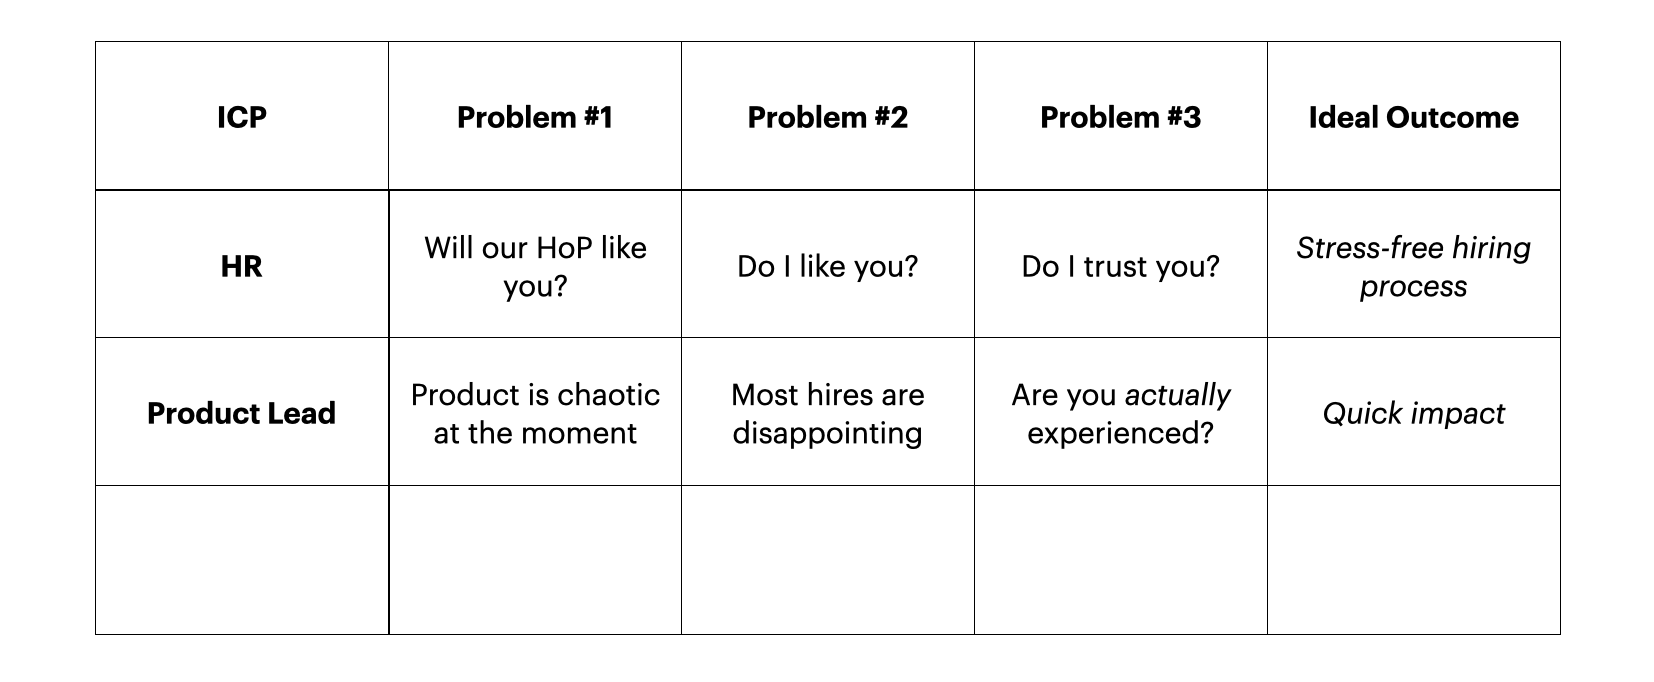 ICP
Problem #1
Problem #2
Problem #3
Ideal Outcome
HR
Will our HoP like
you?
Do I like you?
Do I trust you?
Stress-free hiring
process
Product Lead
Product is chaotic
at the moment
Most hires are
disappointing
Are you actually
experienced?
Quick impact